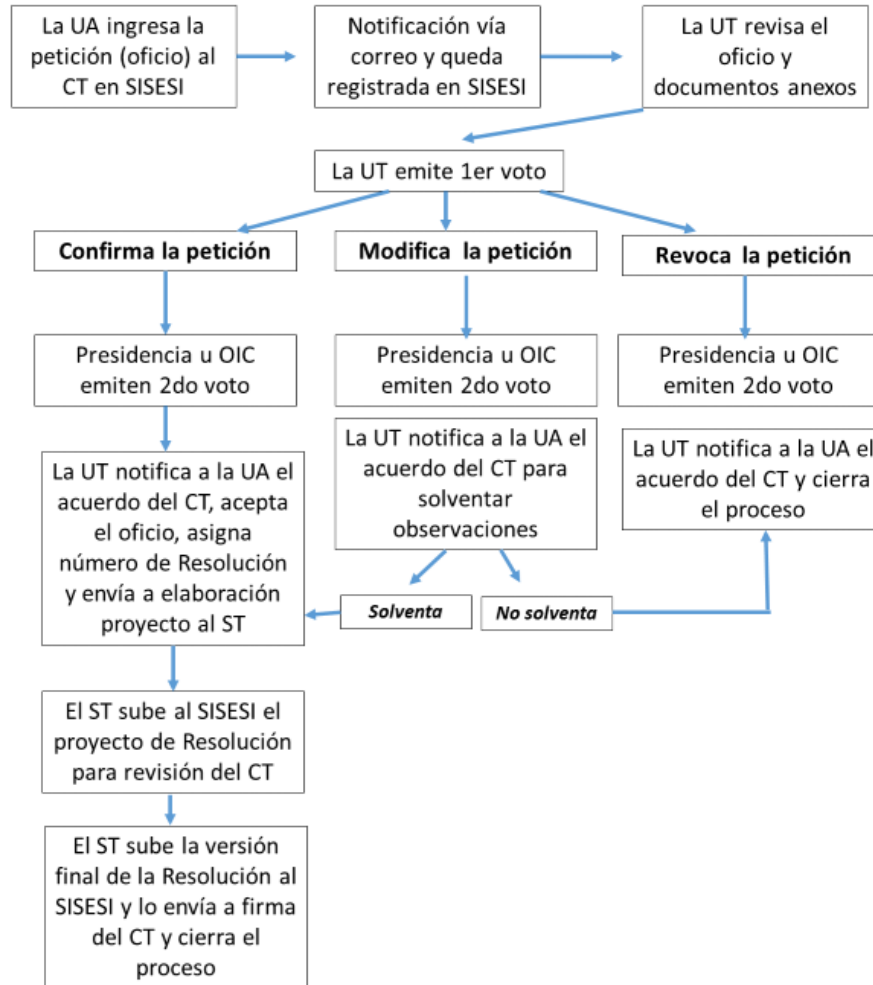 La UA ingresa la
petición (oficio) al
CT en SISESI
Notificación vía
correo y queda
registrada en SISESI
La UT revisa el
oficio y
documentos anexos
La UT emite 1er voto
Confirma la petición
Modifica la petición
Revoca la petición
Presidencia u OIC
emiten 2do voto
Presidencia u OIC
emiten 2do voto
Presidencia u OIC
emiten 2do voto
La UT notifica a la UA el
acuerdo del CT, acepta
el oficio, asigna
número de Resolución
y envía a elaboración
proyecto al ST
La UT notifica a la UA el
acuerdo del CT para
solventar
observaciones
La UT notifica a la UA el
acuerdo del CT y cierra
el proceso
Solventa
No solventa
El ST sube al SISESI el
proyecto de Resolución
para revisión del CT
El ST sube la versión
final de la Resolución al
SISESI y lo envía a firma
del CT y cierra el
proceso